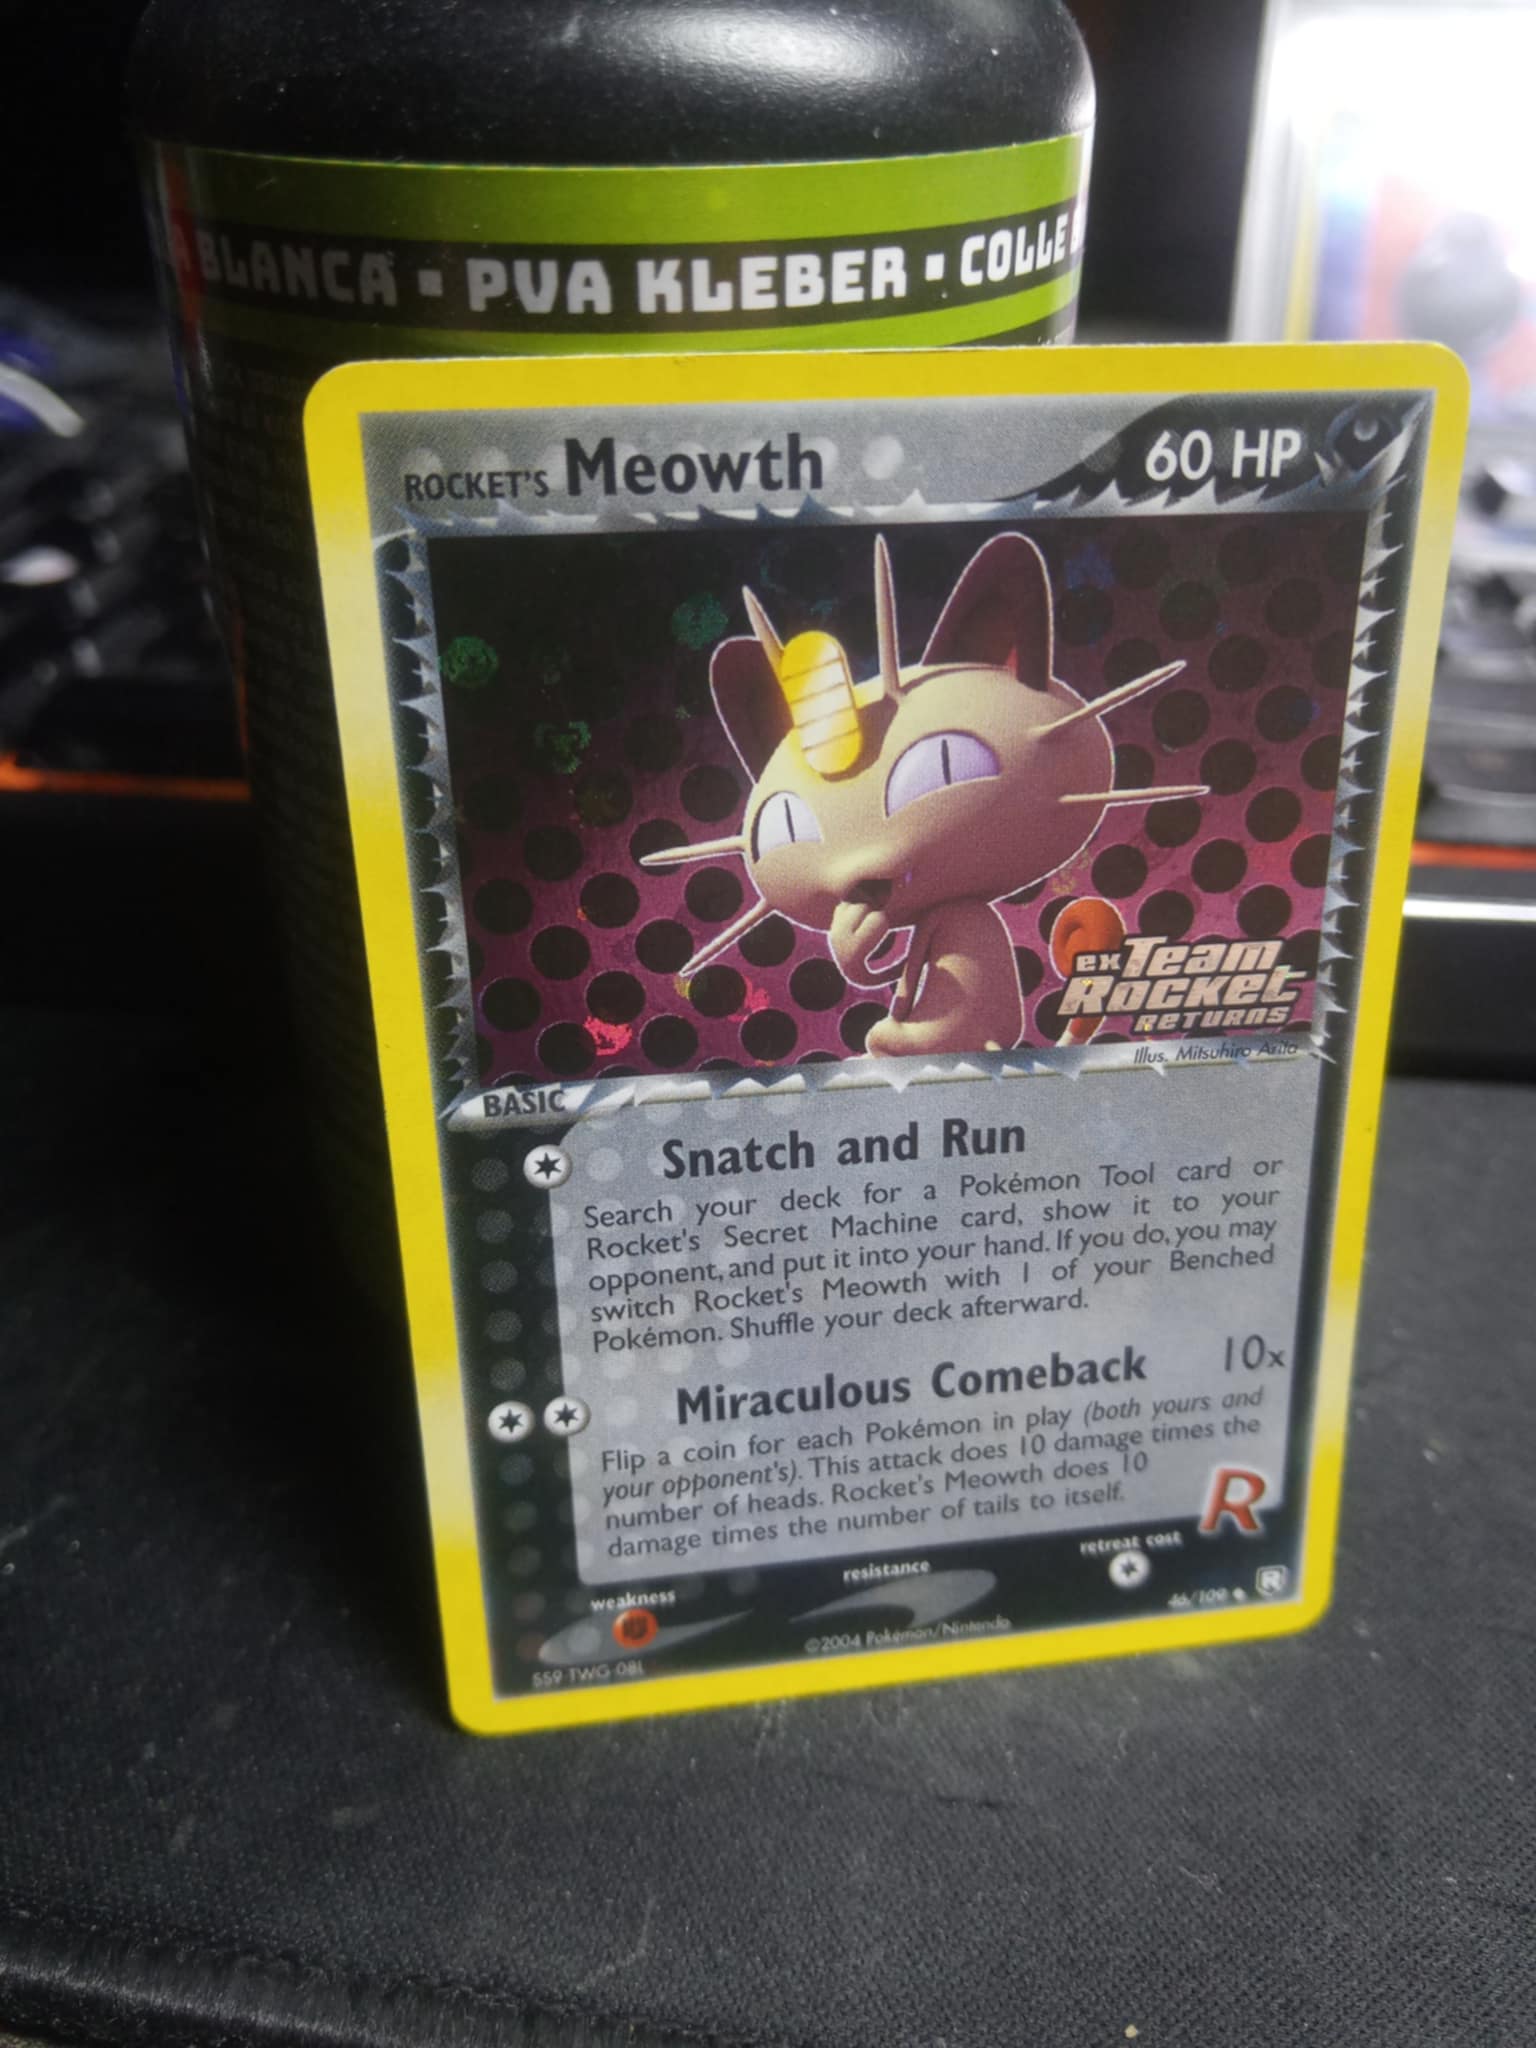 BLANCA ▪ PVA KLEBER ▪ COLLE
ROCKET'S Meowth 60 HP
ex Team
Rocket
RETURNS
Illus. Mitsuhiro Arita
BASIC
Snatch and Run
Search your deck for a Pokémon Tool card or
Rocket's Secret Machine card, show it to your
opponent, and put it into your hand. If you do, you may
switch Rocket's Meowth with 1 of your Benched
Pokémon. Shuffle your deck afterward.
Miraculous Comeback 10x
Flip a coin for each Pokémon in play (both yours and
your opponent's). This attack does 10 damage times the
number of heads. Rocket's Meowth does 10
damage times the number of tails to itself.
R
weakness resistance retreat cost
46/109 ◆ R
©2004 Pokémon/Nintendo
559 TWG 08L